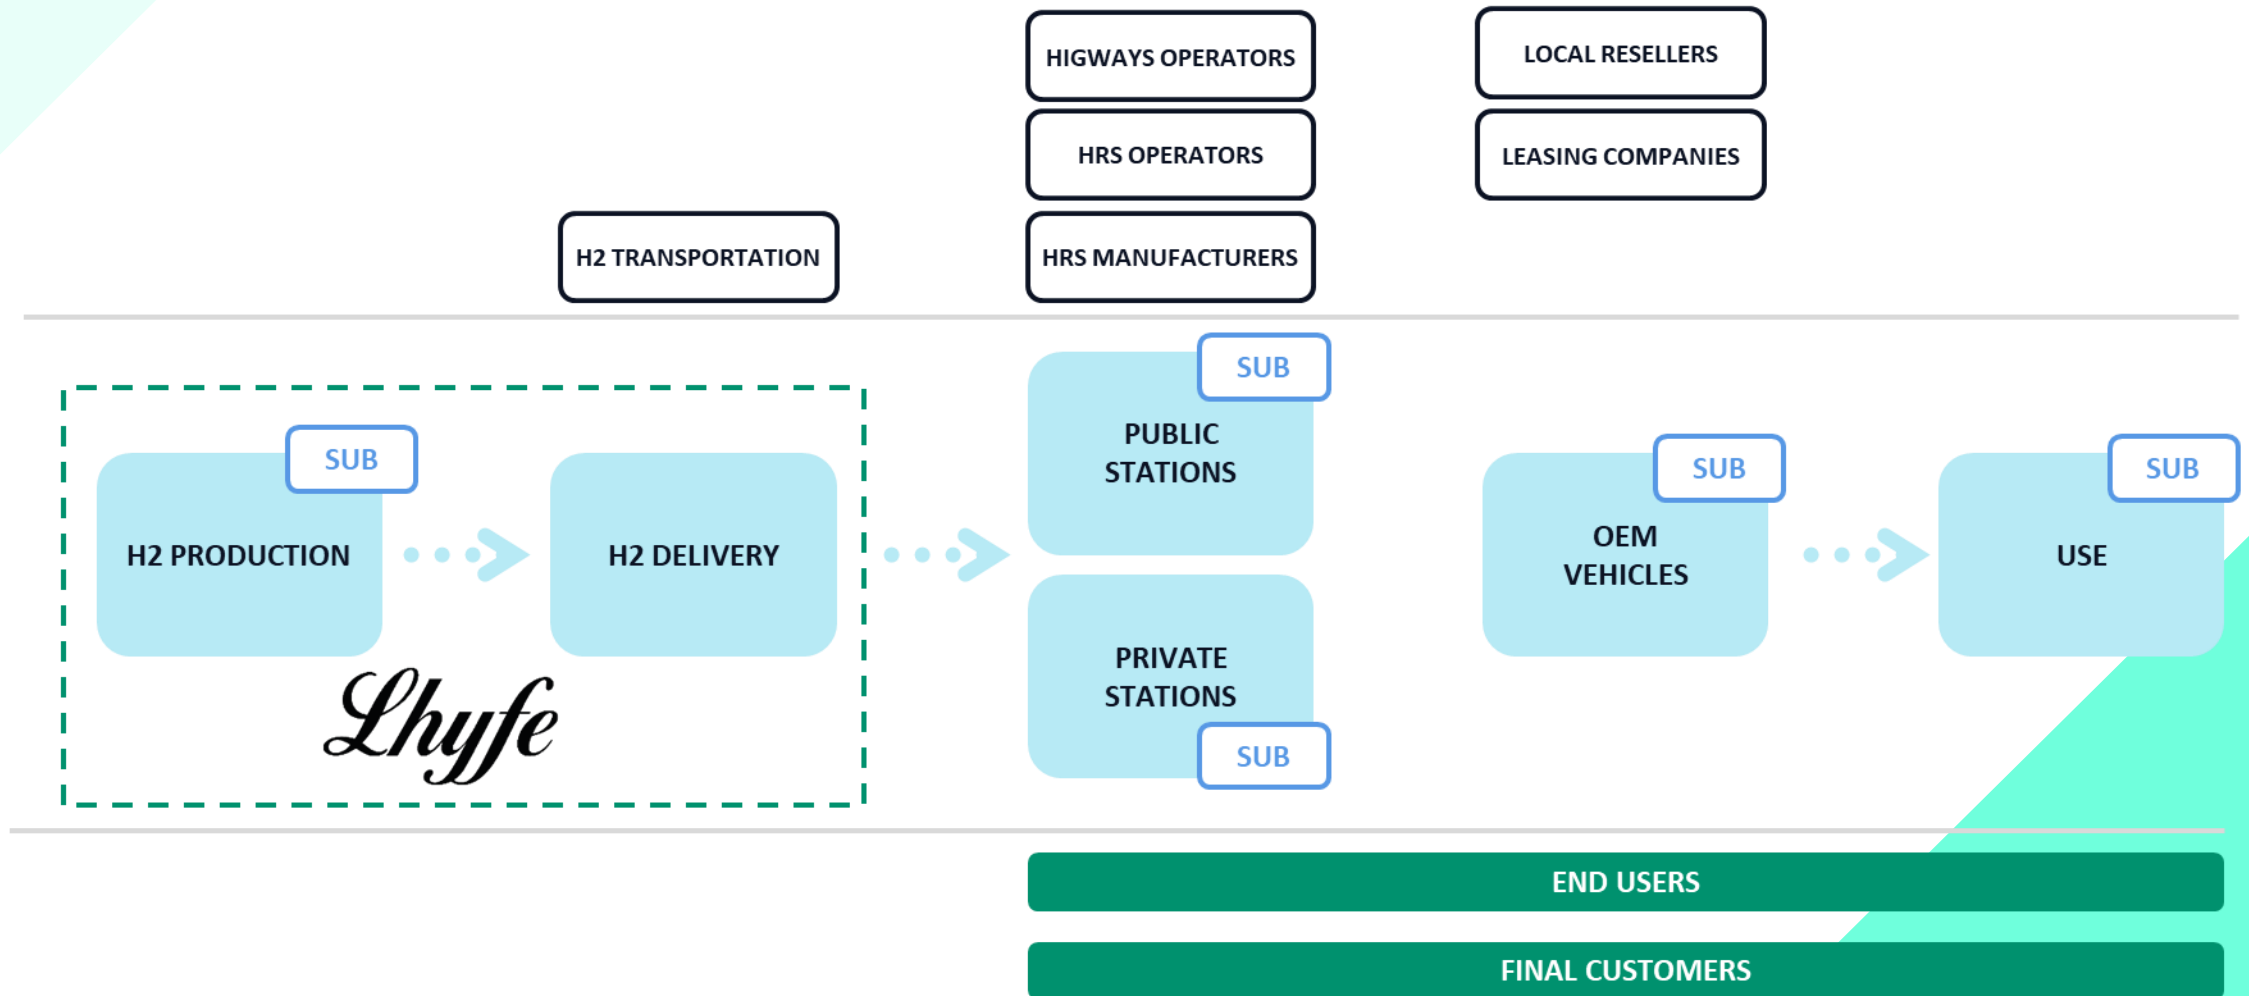 HIGWAYS OPERATORS
LOCAL RESELLERS
HRS OPERATORS
LEASING COMPANIES
H2 TRANSPORTATION
HRS MANUFACTURERS
SUB
H2 PRODUCTION
H2 DELIVERY
Lhyfe
SUB
PUBLIC
STATIONS
PRIVATE
STATIONS
SUB
SUB
OEM
VEHICLES
SUB
USE
END USERS
FINAL CUSTOMERS